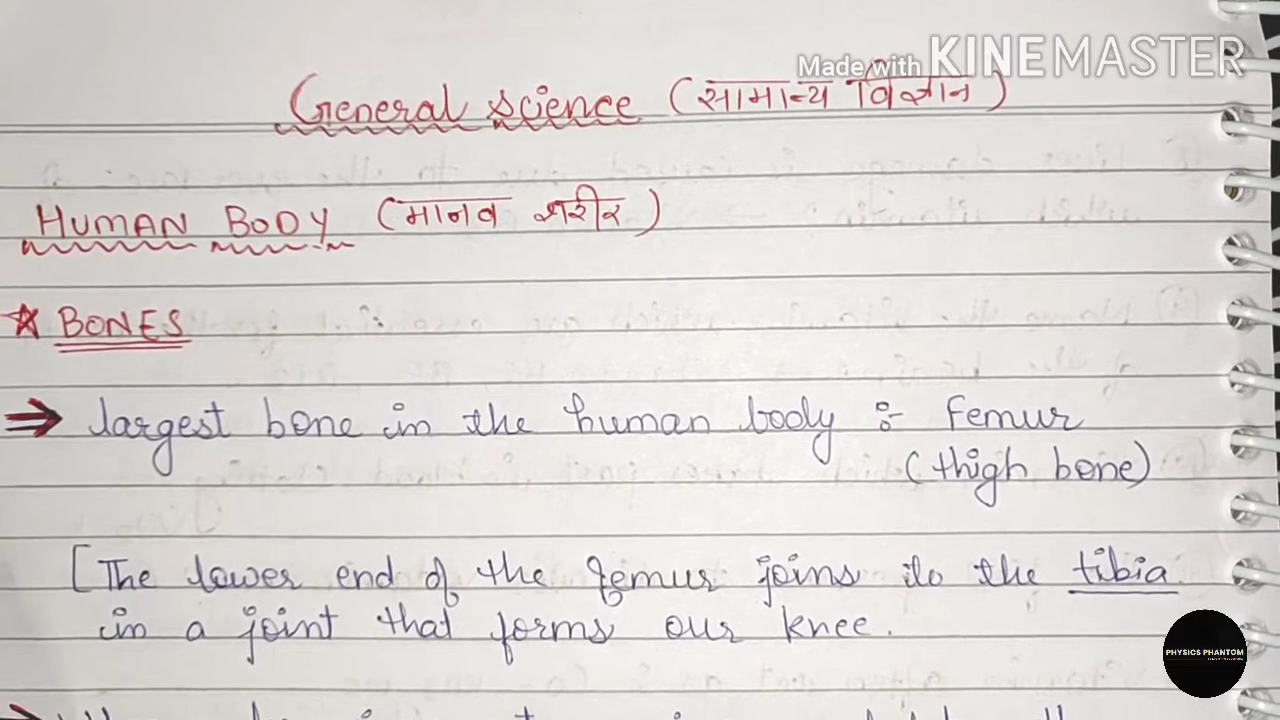 Made with KINEMASTER
General science (सामान्य विज्ञान)
HUMAN BODY (मानव शरीर)
BONES
⇒ largest bone in the human body :- Femur
(thigh bone)
[The lower end of the femur joins to the tibia
in a joint that forms our knee.
PHYSICS PHANTOM